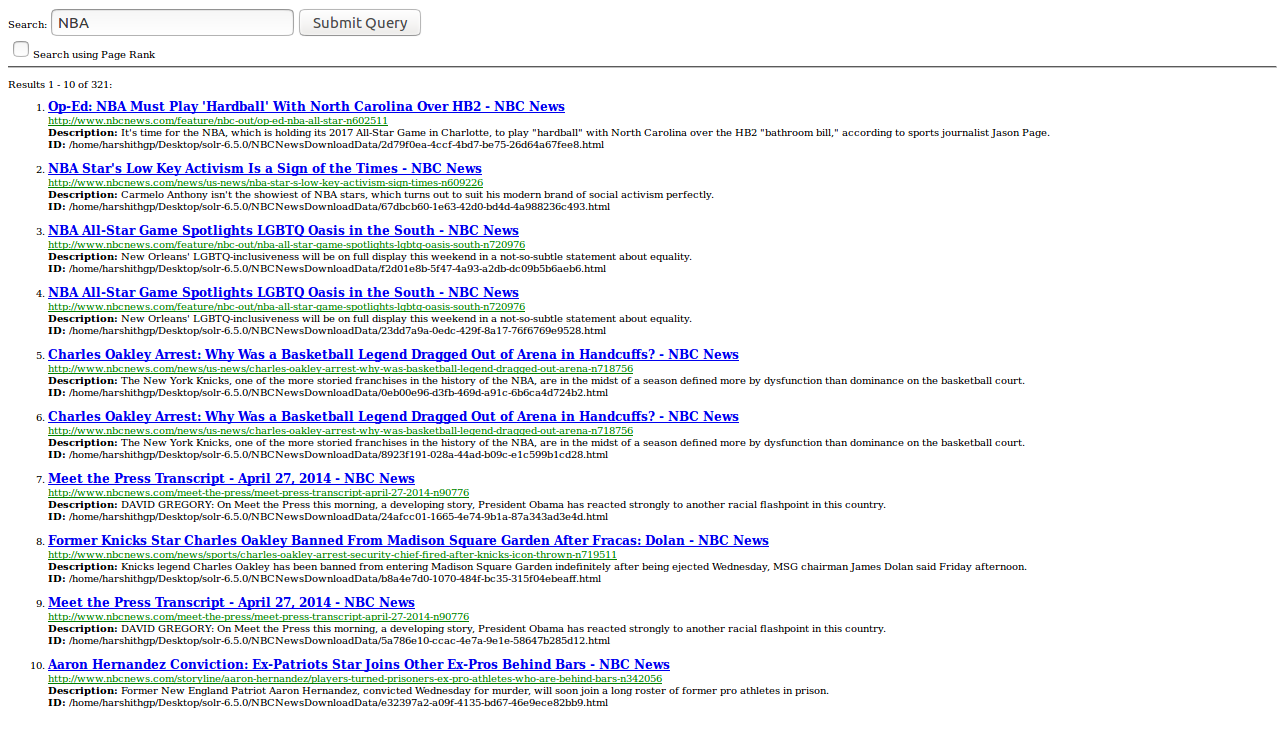 Search: NBA Submit Query
Search using Page Rank
Results 1 - 10 of 321:
1. Op-Ed: NBA Must Play 'Hardball' With North Carolina Over HB2 - NBC News
http://www.nbcnews.com/feature/nbc-out/op-ed-nba-all-star-n602511
Description: It's time for the NBA, which is holding its 2017 All-Star Game in Charlotte, to play "hardball" with North Carolina over the HB2 "bathroom bill," according to sports journalist Jason Page.
ID: /home/harshithgp/Desktop/solr-6.5.0/NBCNewsDownloadData/2d79f0ea-4ccf-4bd7-be75-26d64a67fee8.html
2. NBA Star's Low Key Activism Is a Sign of the Times - NBC News
http://www.nbcnews.com/news/us-news/nba-star-s-low-key-activism-sign-times-n609226
Description: Carmelo Anthony isn't the showiest of NBA stars, which turns out to suit his modern brand of social activism perfectly.
ID: /home/harshithgp/Desktop/solr-6.5.0/NBCNewsDownloadData/67dbcb60-1e63-42d0-bd4d-4a988236c493.html
3. NBA All-Star Game Spotlights LGBTQ Oasis in the South - NBC News
http://www.nbcnews.com/feature/nbc-out/nba-all-star-game-spotlights-lgbtq-oasis-south-n720976
Description: New Orleans' LGBTQ-inclusiveness will be on full display this weekend in a not-so-subtle statement about equality.
ID: /home/harshithgp/Desktop/solr-6.5.0/NBCNewsDownloadData/f2d01e8b-5f47-4a93-a2db-dc09b5b6aeb6.html
4. NBA All-Star Game Spotlights LGBTQ Oasis in the South - NBC News
http://www.nbcnews.com/feature/nbc-out/nba-all-star-game-spotlights-lgbtq-oasis-south-n720976
Description: New Orleans' LGBTQ-inclusiveness will be on full display this weekend in a not-so-subtle statement about equality.
ID: /home/harshithgp/Desktop/solr-6.5.0/NBCNewsDownloadData/23dd7a9a-0edc-429f-8a17-76f6769e9528.html
5. Charles Oakley Arrest: Why Was a Basketball Legend Dragged Out of Arena in Handcuffs? - NBC News
http://www.nbcnews.com/news/us-news/charles-oakley-arrest-why-was-basketball-legend-dragged-out-arena-n718756
Description: The New York Knicks, one of the more storied franchises in the history of the NBA, are in the midst of a season defined more by dysfunction than dominance on the basketball court.
ID: /home/harshithgp/Desktop/solr-6.5.0/NBCNewsDownloadData/0eb00e96-d3fb-469d-a91c-6b6ca4d724b2.html
6. Charles Oakley Arrest: Why Was a Basketball Legend Dragged Out of Arena in Handcuffs? - NBC News
http://www.nbcnews.com/news/us-news/charles-oakley-arrest-why-was-basketball-legend-dragged-out-arena-n718756
Description: The New York Knicks, one of the more storied franchises in the history of the NBA, are in the midst of a season defined more by dysfunction than dominance on the basketball court.
ID: /home/harshithgp/Desktop/solr-6.5.0/NBCNewsDownloadData/8923f191-028a-44ad-b09c-e1c599b1cd28.html
7. Meet the Press Transcript - April 27, 2014 - NBC News
http://www.nbcnews.com/meet-the-press/meet-press-transcript-april-27-2014-n90776
Description: DAVID GREGORY: On Meet the Press this morning, a developing story, President Obama has reacted strongly to another racial flashpoint in this country.
ID: /home/harshithgp/Desktop/solr-6.5.0/NBCNewsDownloadData/24afcc01-1665-4e74-9b1a-87a343ad3e4d.html
8. Former Knicks Star Charles Oakley Banned From Madison Square Garden After Fracas: Dolan - NBC News
http://www.nbcnews.com/news/sports/charles-oakley-arrest-security-chief-fired-after-knicks-icon-thrown-n719511
Description: Knicks legend Charles Oakley has been banned from entering Madison Square Garden indefinitely after being ejected Wednesday, MSG chairman James Dolan said Friday afternoon.
ID: /home/harshithgp/Desktop/solr-6.5.0/NBCNewsDownloadData/b8a4e7d0-1070-484f-bc35-315f04ebeaff.html
9. Meet the Press Transcript - April 27, 2014 - NBC News
http://www.nbcnews.com/meet-the-press/meet-press-transcript-april-27-2014-n90776
Description: DAVID GREGORY: On Meet the Press this morning, a developing story, President Obama has reacted strongly to another racial flashpoint in this country.
ID: /home/harshithgp/Desktop/solr-6.5.0/NBCNewsDownloadData/5a786e10-ccac-4e7a-9e1e-58647b285d12.html
10. Aaron Hernandez Conviction: Ex-Patriots Star Joins Other Ex-Pros Behind Bars - NBC News
http://www.nbcnews.com/storyline/aaron-hernandez/players-turned-prisoners-ex-pro-athletes-who-are-behind-bars-n342056
Description: Former New England Patriot Aaron Hernandez, convicted Wednesday for murder, will soon join a long roster of former pro athletes in prison.
ID: /home/harshithgp/Desktop/solr-6.5.0/NBCNewsDownloadData/e32397a2-a09f-4135-bd67-46e9ece82bb9.html